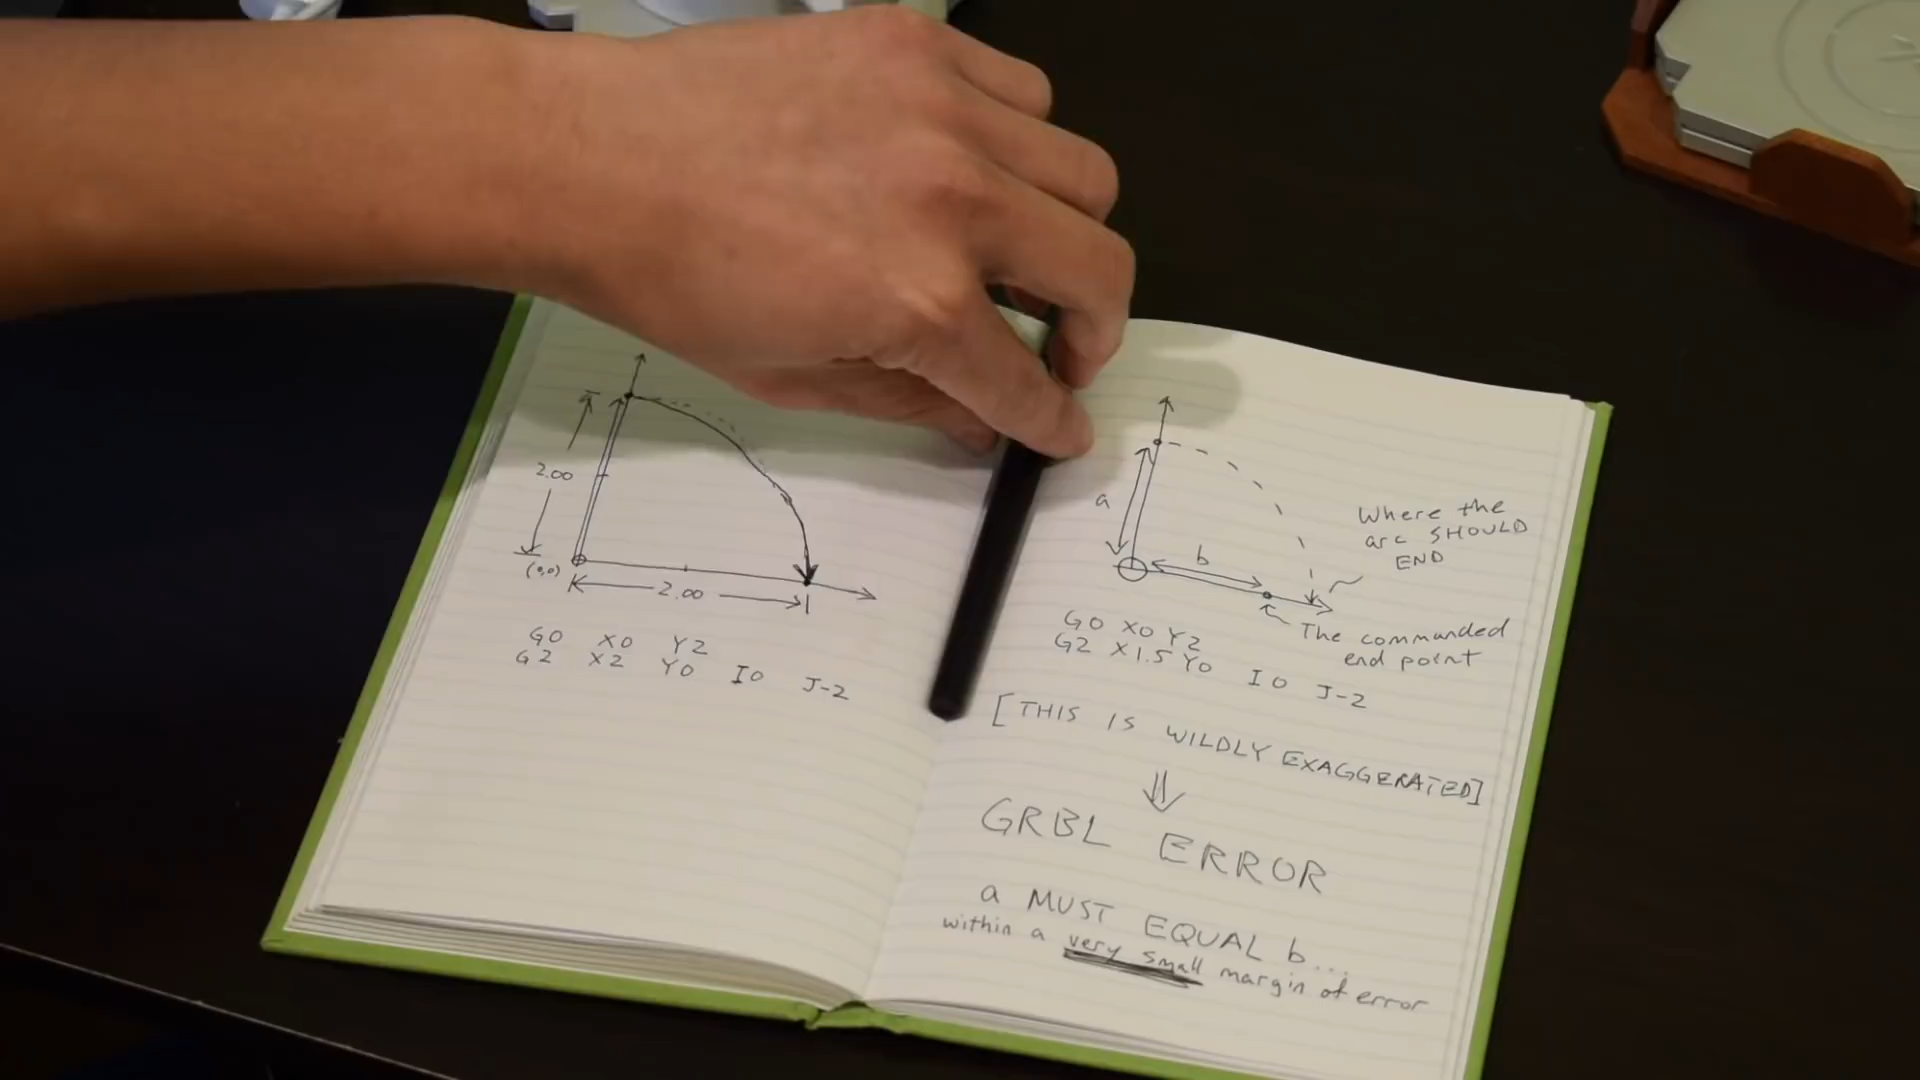 2.00
(0,0)
2.00
G0 X0 Y2
G2 X2 Y0 I0 J-2
a
b
Where the
arc SHOULD
END
The commanded
end point
G0 X0 Y2
G2 X1.5 Y0 I0 J-2
[THIS IS WILDLY EXAGGERATED]
GRBL ERROR
a MUST EQUAL b...
within a very small margin of error